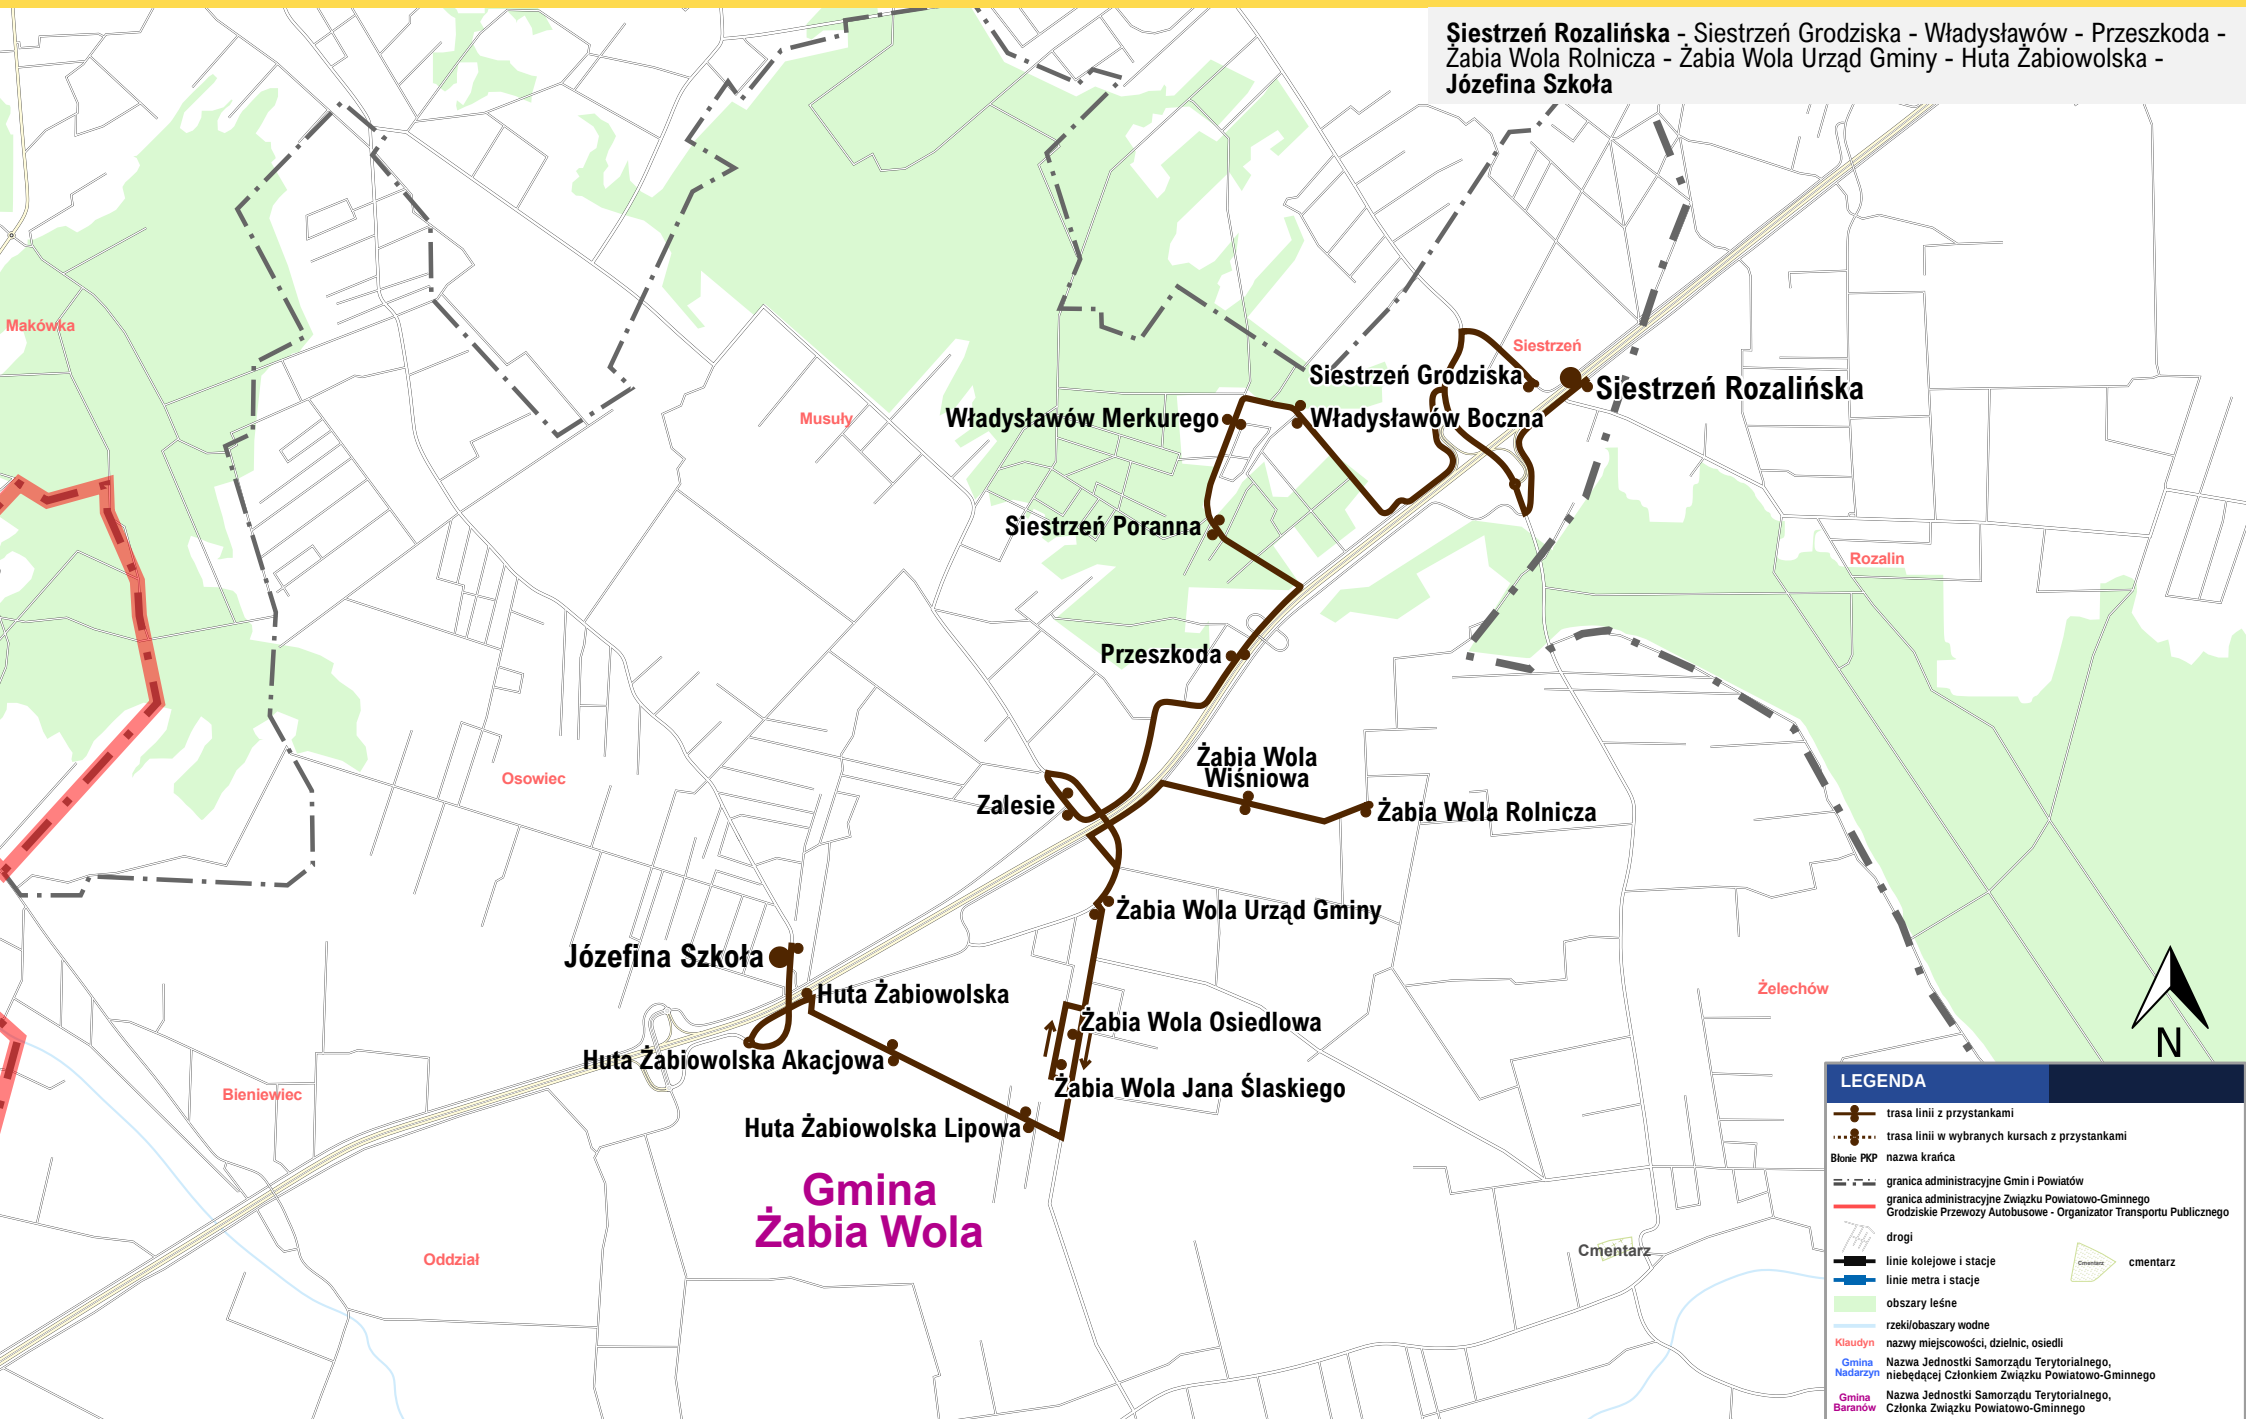 Siestrzeń Rozalińska - Siestrzeń Grodziska - Władysławów - Przeszkoda -
Żabia Wola Rolnicza - Żabia Wola Urząd Gminy - Huta Żabiowolska -
Józefina Szkoła
Makówka
Siestrzeń
Siestrzeń Grodziska
Siestrzeń Rozalińska
Musuły
Władysławów Merkurego
Władysławów Boczna
Siestrzeń Poranna
Rozalin
Przeszkoda
Osowiec
Żabia Wola
Wiśniowa
Zalesie
Żabia Wola Rolnicza
Żabia Wola Urząd Gminy
Józefina Szkoła
Huta Żabiowolska
Żelechów
Żabia Wola Osiedlowa
Huta Żabiowolska Akacjowa
Żabia Wola Jana Ślaskiego
Bieniewiec
Huta Żabiowolska Lipowa
Gmina
Żabia Wola
Oddział
Cmentarz
N
LEGENDA
trasa linii z przystankami
trasa linii w wybranych kursach z przystankami
Błonie PKP nazwa krańca
granica administracyjne Gmin i Powiatów
granica administracyjne Związku Powiatowo-Gminnego
Grodziskie Przewozy Autobusowe - Organizator Transportu Publicznego
drogi
linie kolejowe i stacje
Cmentarz cmentarz
linie metra i stacje
obszary leśne
rzeki/obaszary wodne
Klaudyn nazwy miejscowości, dzielnic, osiedli
Gmina Nazwa Jednostki Samorządu Terytorialnego,
Nadarzyn niebędącej Członkiem Związku Powiatowo-Gminnego
Gmina Nazwa Jednostki Samorządu Terytorialnego,
Baranów Członka Związku Powiatowo-Gminnego